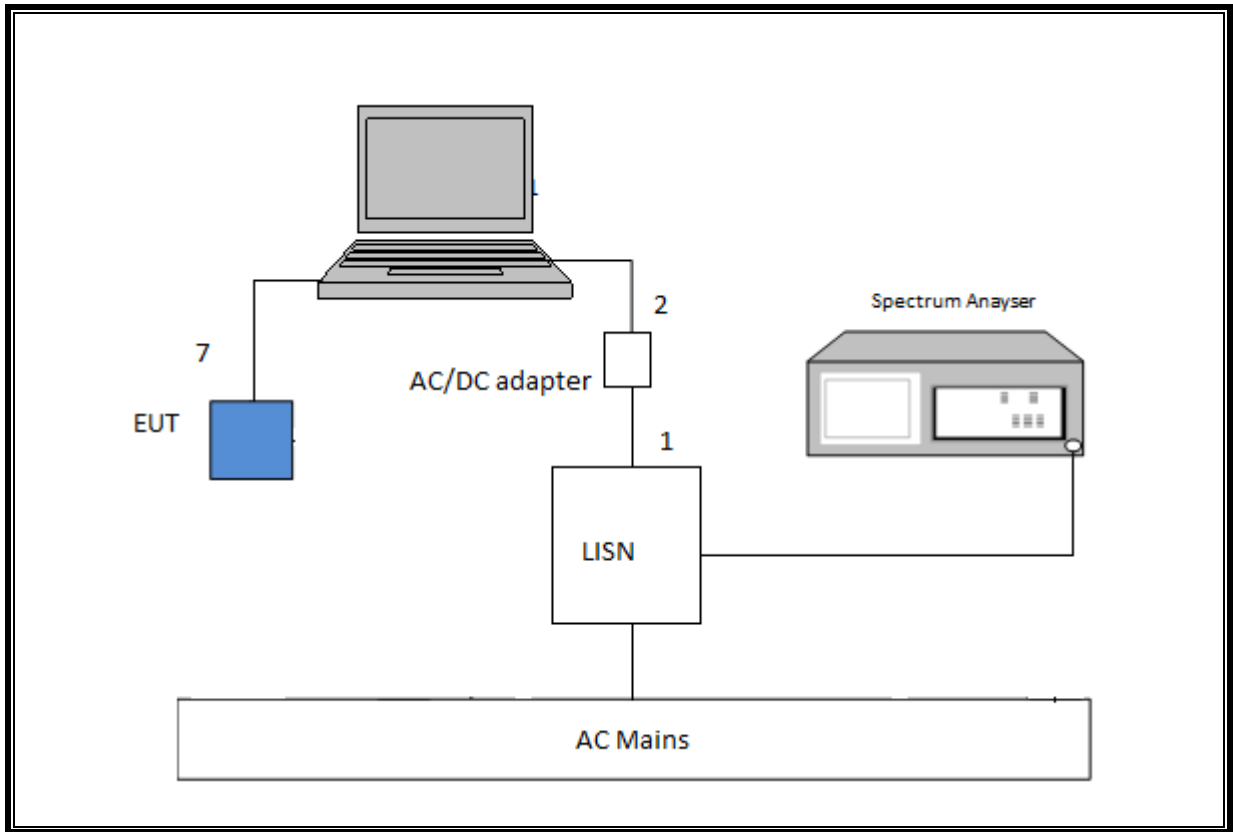 2
Spectrum Anayser
7
AC/DC adapter
EUT
1
LISN
AC Mains